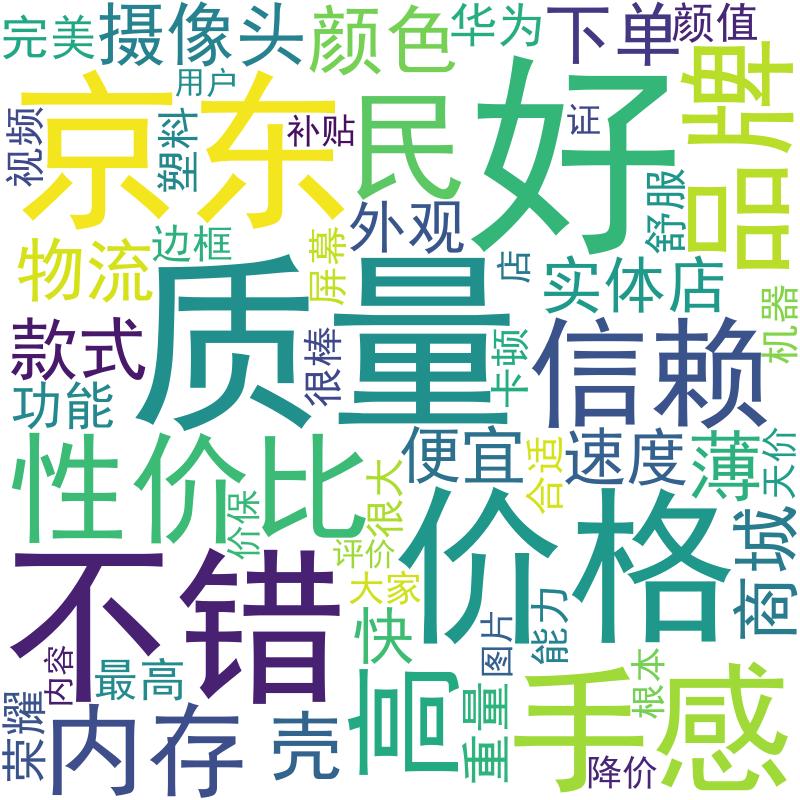 完美
摄像头
颜色
华为
下单
颜值
用户
品牌
视频
塑料
京东
补贴
民
好
证
舒服
物流
边框
屏幕
外观
店
实体店
机器
质量
款式
功能
很棒
卡顿
信赖
性价比
价保
很大
便宜
合适
速度
薄
天价
评价
大家
价格
商城
不错
快
图片
能力
荣耀
内容
最高
内存
壳
高
重量
手感
根本
降价